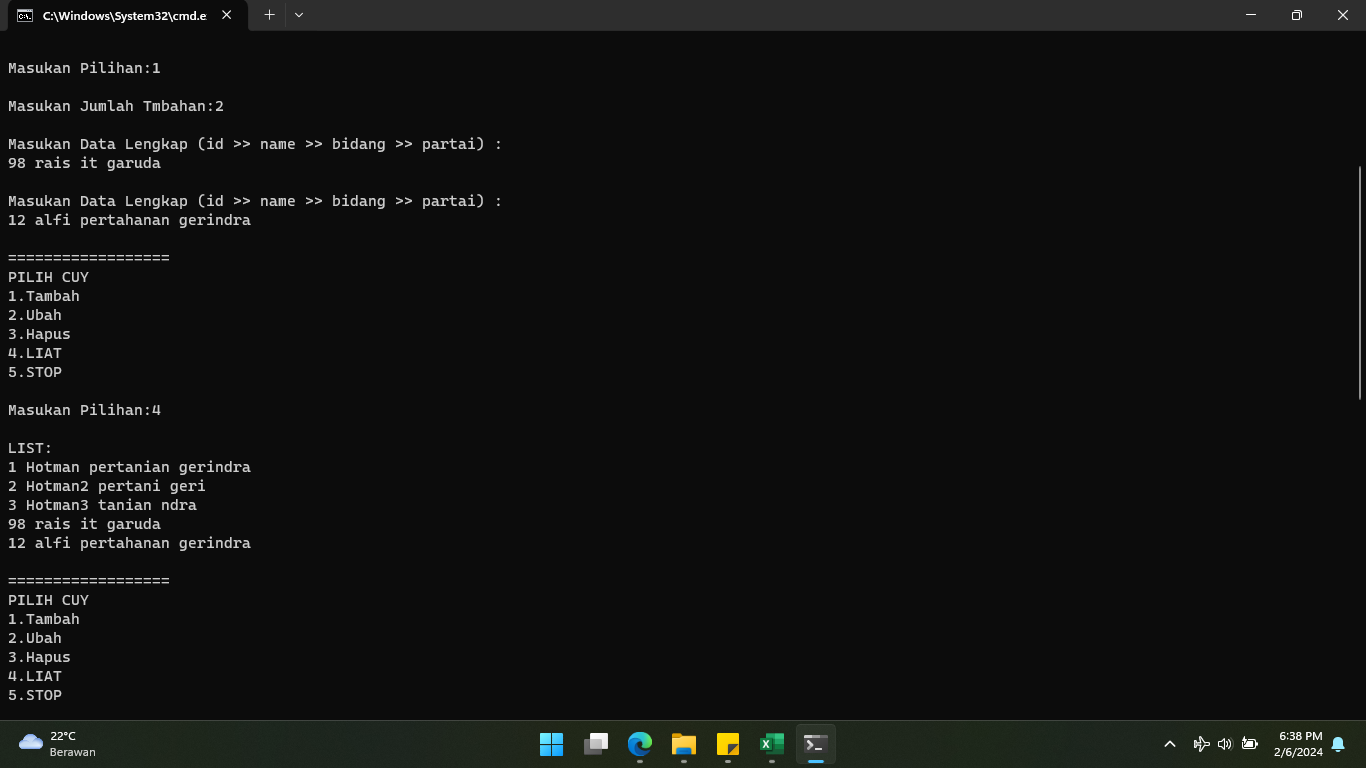 C:\Windows\System32\cmd.e
Masukan Pilihan:1
Masukan Jumlah Tmbahan:2
Masukan Data Lengkap (id >> name >> bidang >> partai) :
98 rais it garuda
Masukan Data Lengkap (id >> name >> bidang >> partai) :
12 alfi pertahanan gerindra
==================
PILIH CUY
1.Tambah
2.Ubah
3.Hapus
4.LIAT
5.STOP
Masukan Pilihan:4
LIST:
1 Hotman pertanian gerindra
2 Hotman2 pertani geri
3 Hotman3 tanian ndra
98 rais it garuda
12 alfi pertahanan gerindra
==================
PILIH CUY
1.Tambah
2.Ubah
3.Hapus
4.LIAT
5.STOP
22°C
Berawan
6:38 PM
2/6/2024